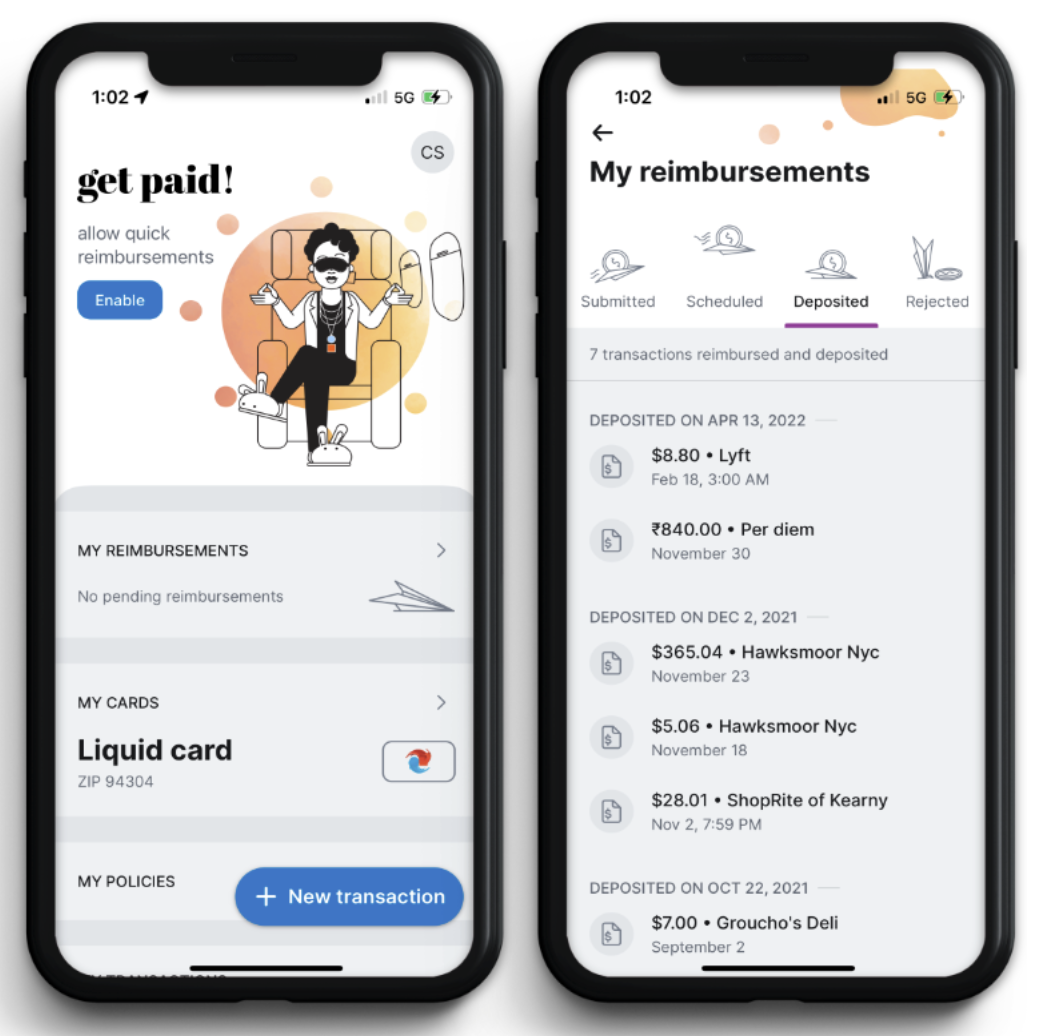 1:02
5G
CS
get paid!
allow quick
reimbursements
Enable
MY REIMBURSEMENTS
No pending reimbursements
MY CARDS
Liquid card
ZIP 94304
MY POLICIES
+ New transaction
MY TRANSACTIONS
1:02
5G
My reimbursements
Submitted
Scheduled
Deposited
Rejected
7 transactions reimbursed and deposited
DEPOSITED ON APR 13, 2022
$8.80 • Lyft
Feb 18, 3:00 AM
₹840.00 • Per diem
November 30
DEPOSITED ON DEC 2, 2021
$365.04 • Hawksmoor Nyc
November 23
$5.06 • Hawksmoor Nyc
November 18
$28.01 • ShopRite of Kearny
Nov 2, 7:59 PM
DEPOSITED ON OCT 22, 2021
$7.00 • Groucho's Deli
September 2